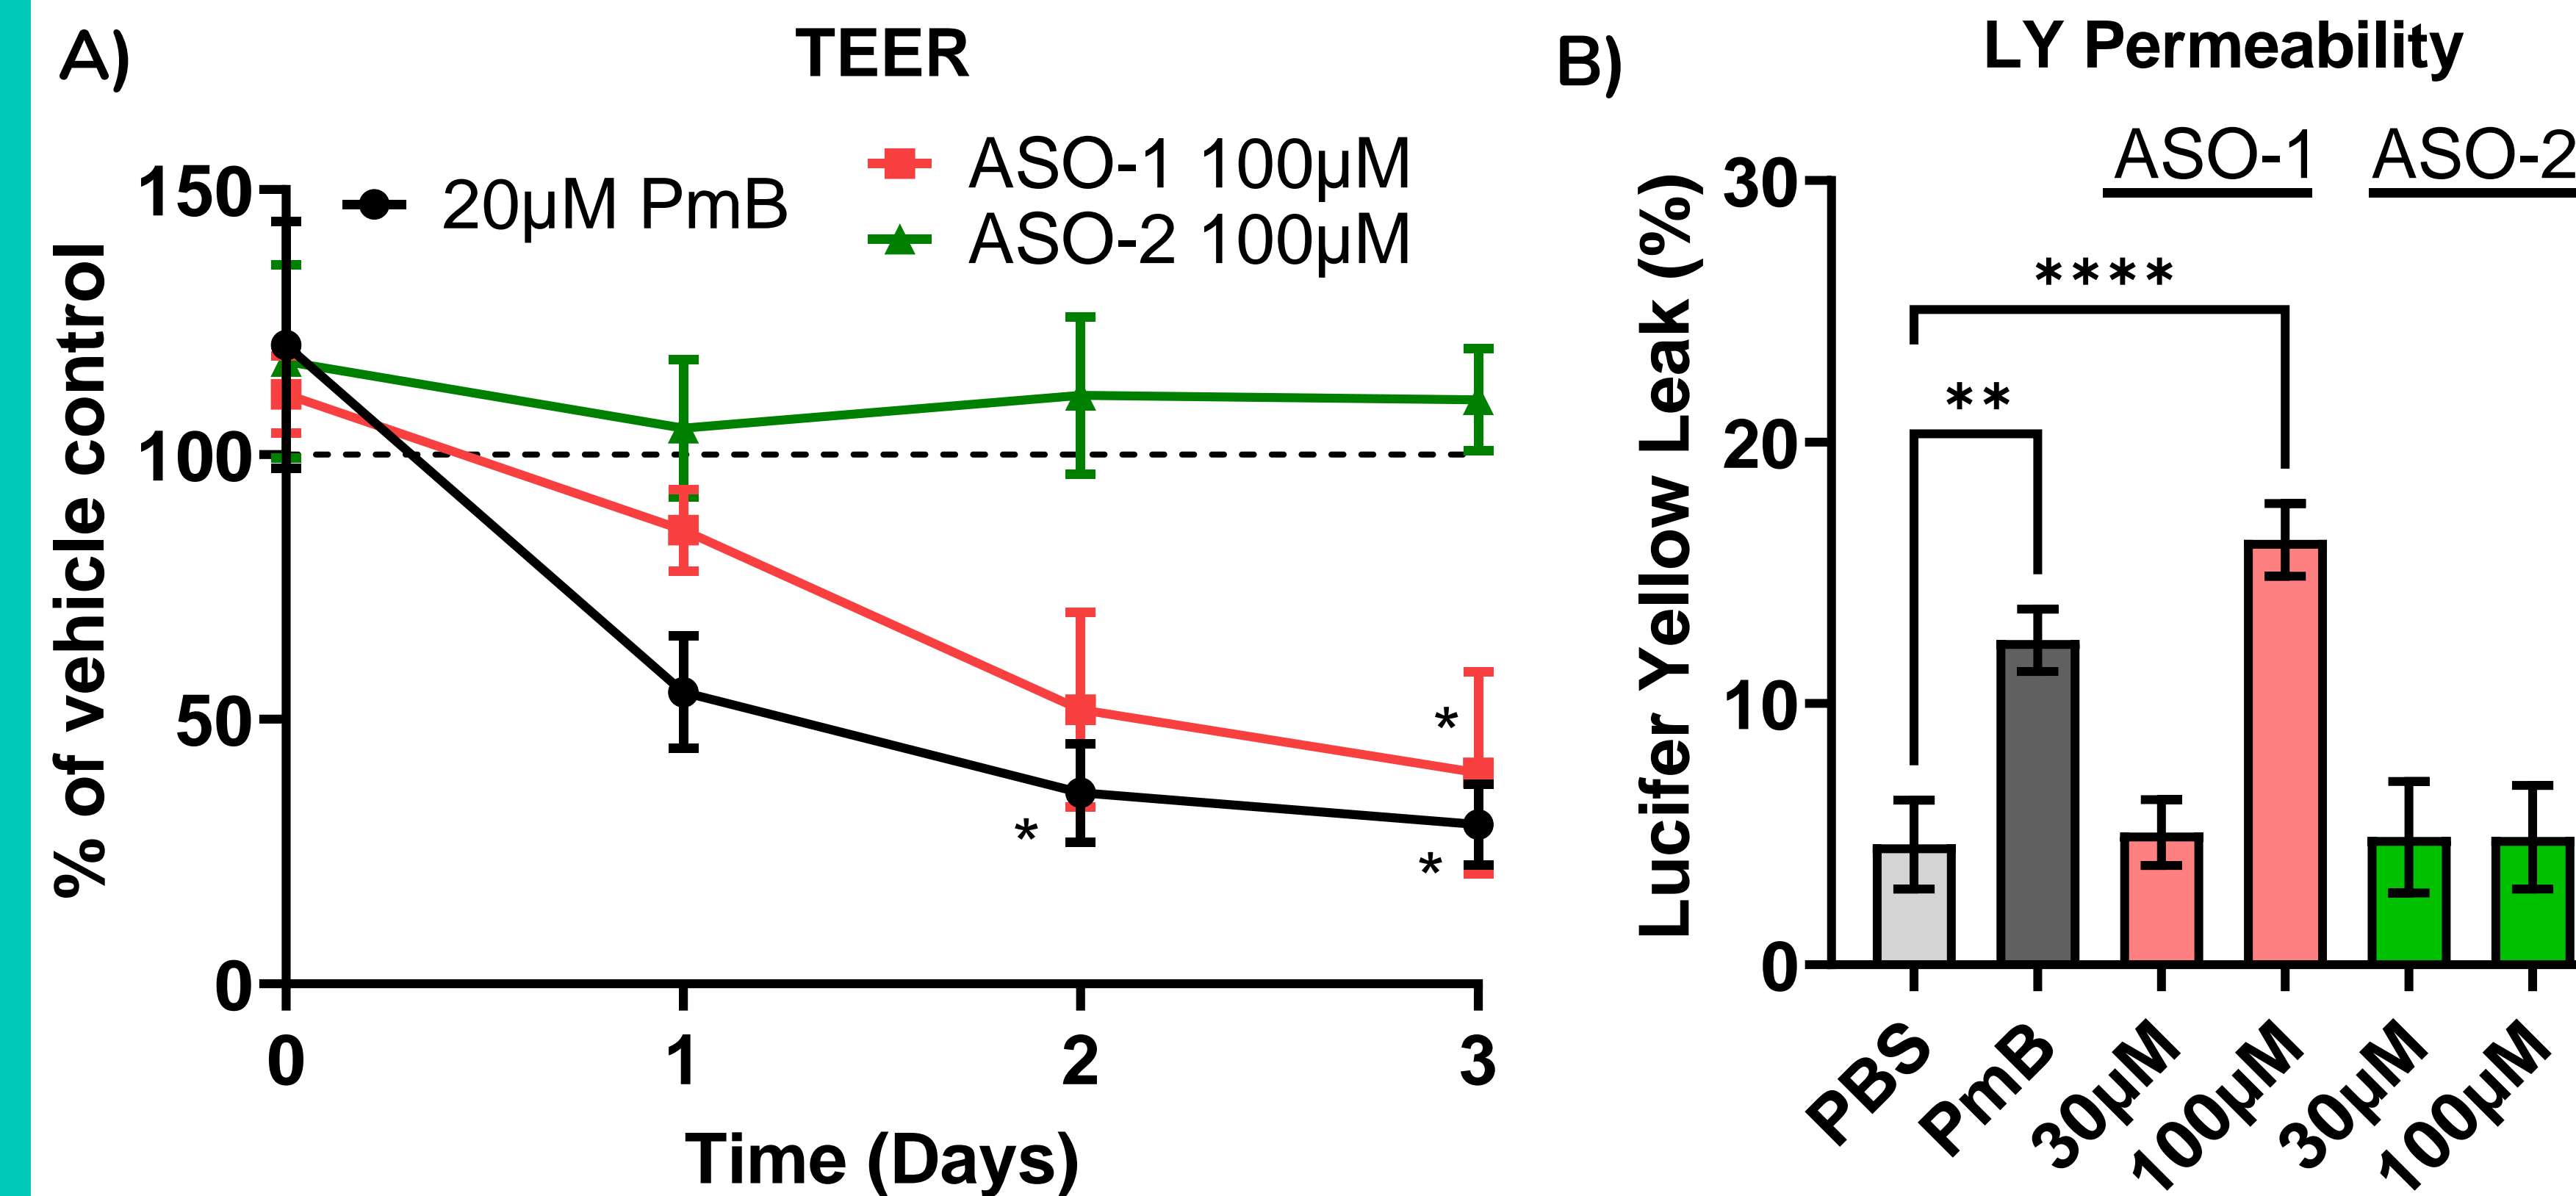 A)
TEER
20µM PmB
ASO-1 100µM
ASO-2 100µM
% of vehicle control
150
100
50
0
*
*
*
0 1 2 3
Time (Days)
B)
LY Permeability
ASO-1 ASO-2
Lucifer Yellow Leak (%)
30
20
10
0
****
**
PBS
PmB
30µM
100µM
30µM
100µM